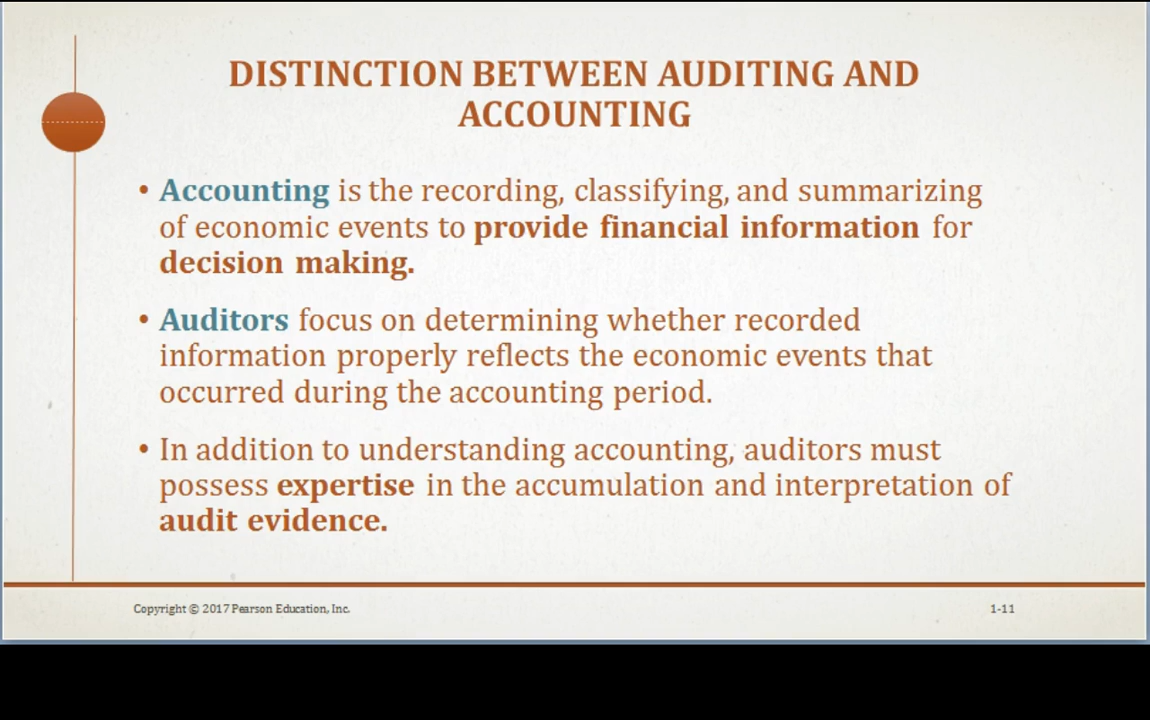 DISTINCTION BETWEEN AUDITING AND
ACCOUNTING
• Accounting is the recording, classifying, and summarizing
of economic events to provide financial information for
decision making.
• Auditors focus on determining whether recorded
information properly reflects the economic events that
occurred during the accounting period.
• In addition to understanding accounting, auditors must
possess expertise in the accumulation and interpretation of
audit evidence.
Copyright © 2017 Pearson Education, Inc.
1-11